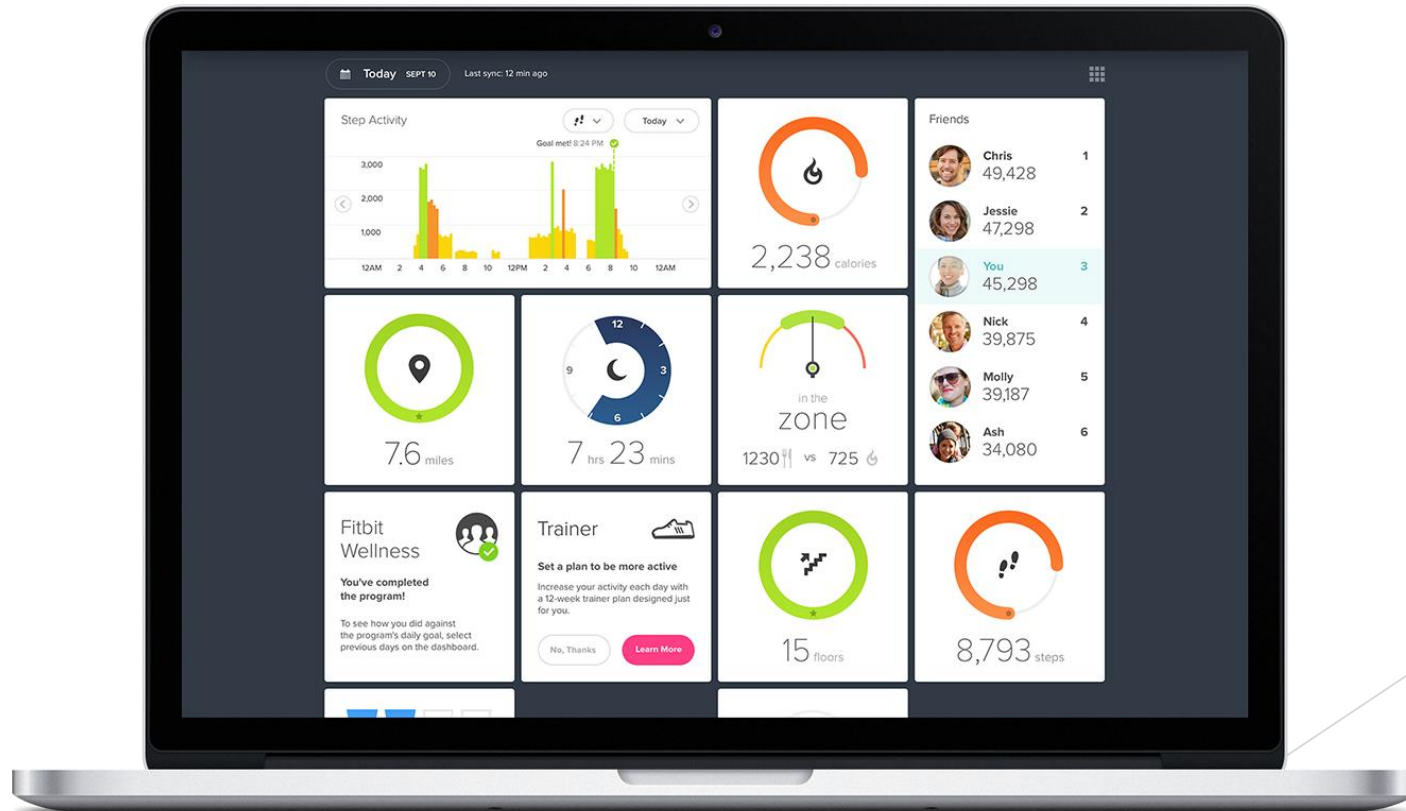 Today SEPT 10 Last sync: 12 min ago
Step Activity
Today
Goal met! 8:24 PM
3,000
2,000
1,000
12AM 2 4 6 8 10 12PM 2 4 6 8 10 12AM
2,238 calories
Friends
Chris 1
49,428
Jessie 2
47,298
You 3
45,298
Nick 4
39,875
Molly 5
39,187
Ash 6
34,080
7.6 miles
12
9 3
6
7 hrs 23 mins
in the
zone
1230 vs 725
Fitbit
Wellness
You've completed
the program!
To see how you did against
the program's daily goal, select
previous days on the dashboard.
Trainer
Set a plan to be more active
Increase your activity each day with
a 12-week trainer plan designed just
for you.
No, Thanks Learn More
15 floors
8,793 steps